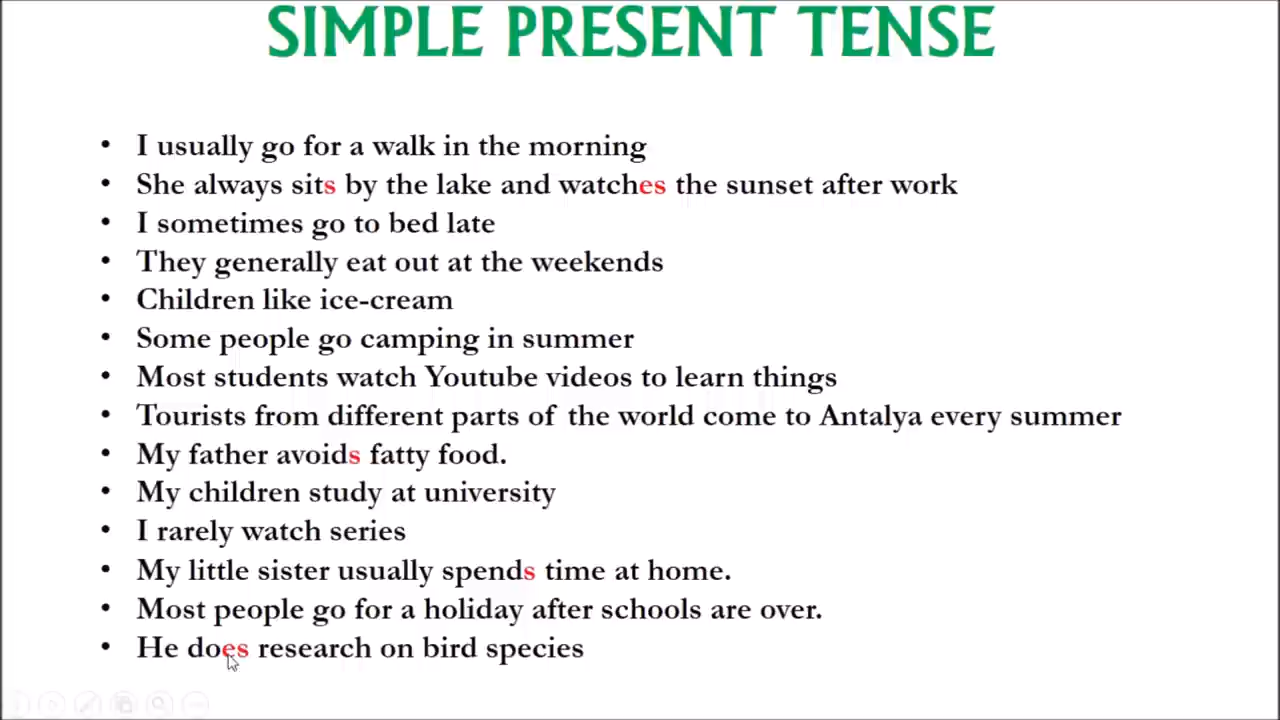 SIMPLE PRESENT TENSE
• I usually go for a walk in the morning
• She always sits by the lake and watches the sunset after work
• I sometimes go to bed late
• They generally eat out at the weekends
• Children like ice-cream
• Some people go camping in summer
• Most students watch Youtube videos to learn things
• Tourists from different parts of the world come to Antalya every summer
• My father avoids fatty food.
• My children study at university
• I rarely watch series
• My little sister usually spends time at home.
• Most people go for a holiday after schools are over.
• He does research on bird species